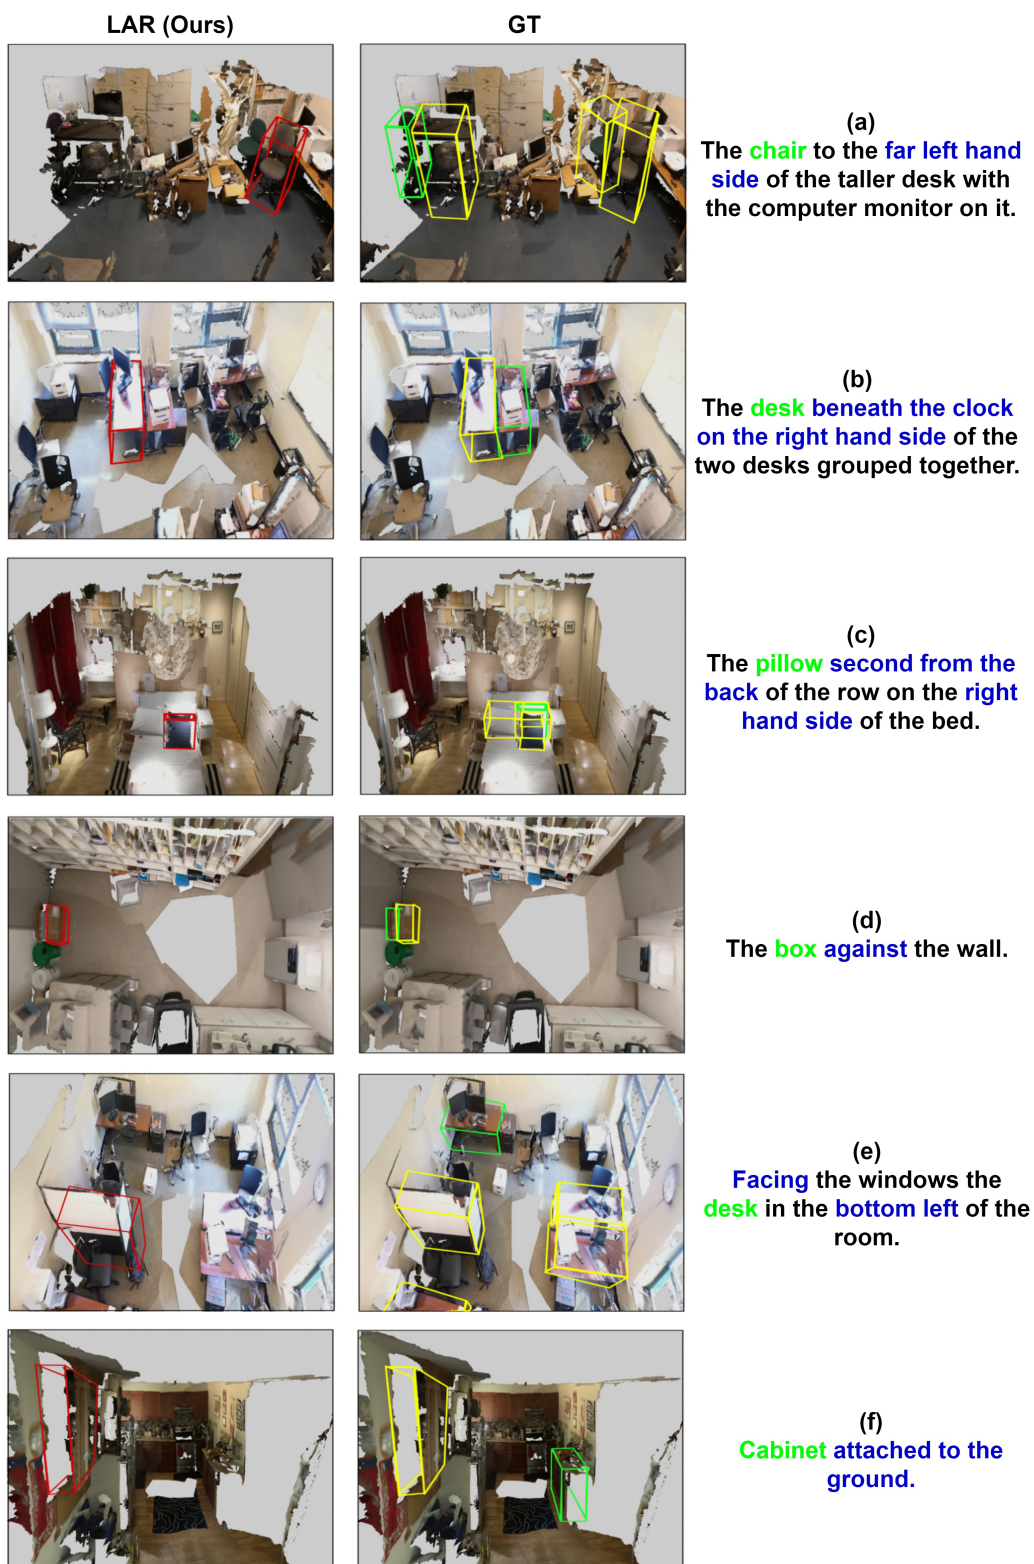 LAR (Ours)
GT
(a)
The chair to the far left hand
side of the taller desk with
the computer monitor on it.
(b)
The desk beneath the clock
on the right hand side of the
two desks grouped together.
(c)
The pillow second from the
back of the row on the right
hand side of the bed.
(d)
The box against the wall.
(e)
Facing the windows the
desk in the bottom left of the
room.
(f)
Cabinet attached to the
ground.